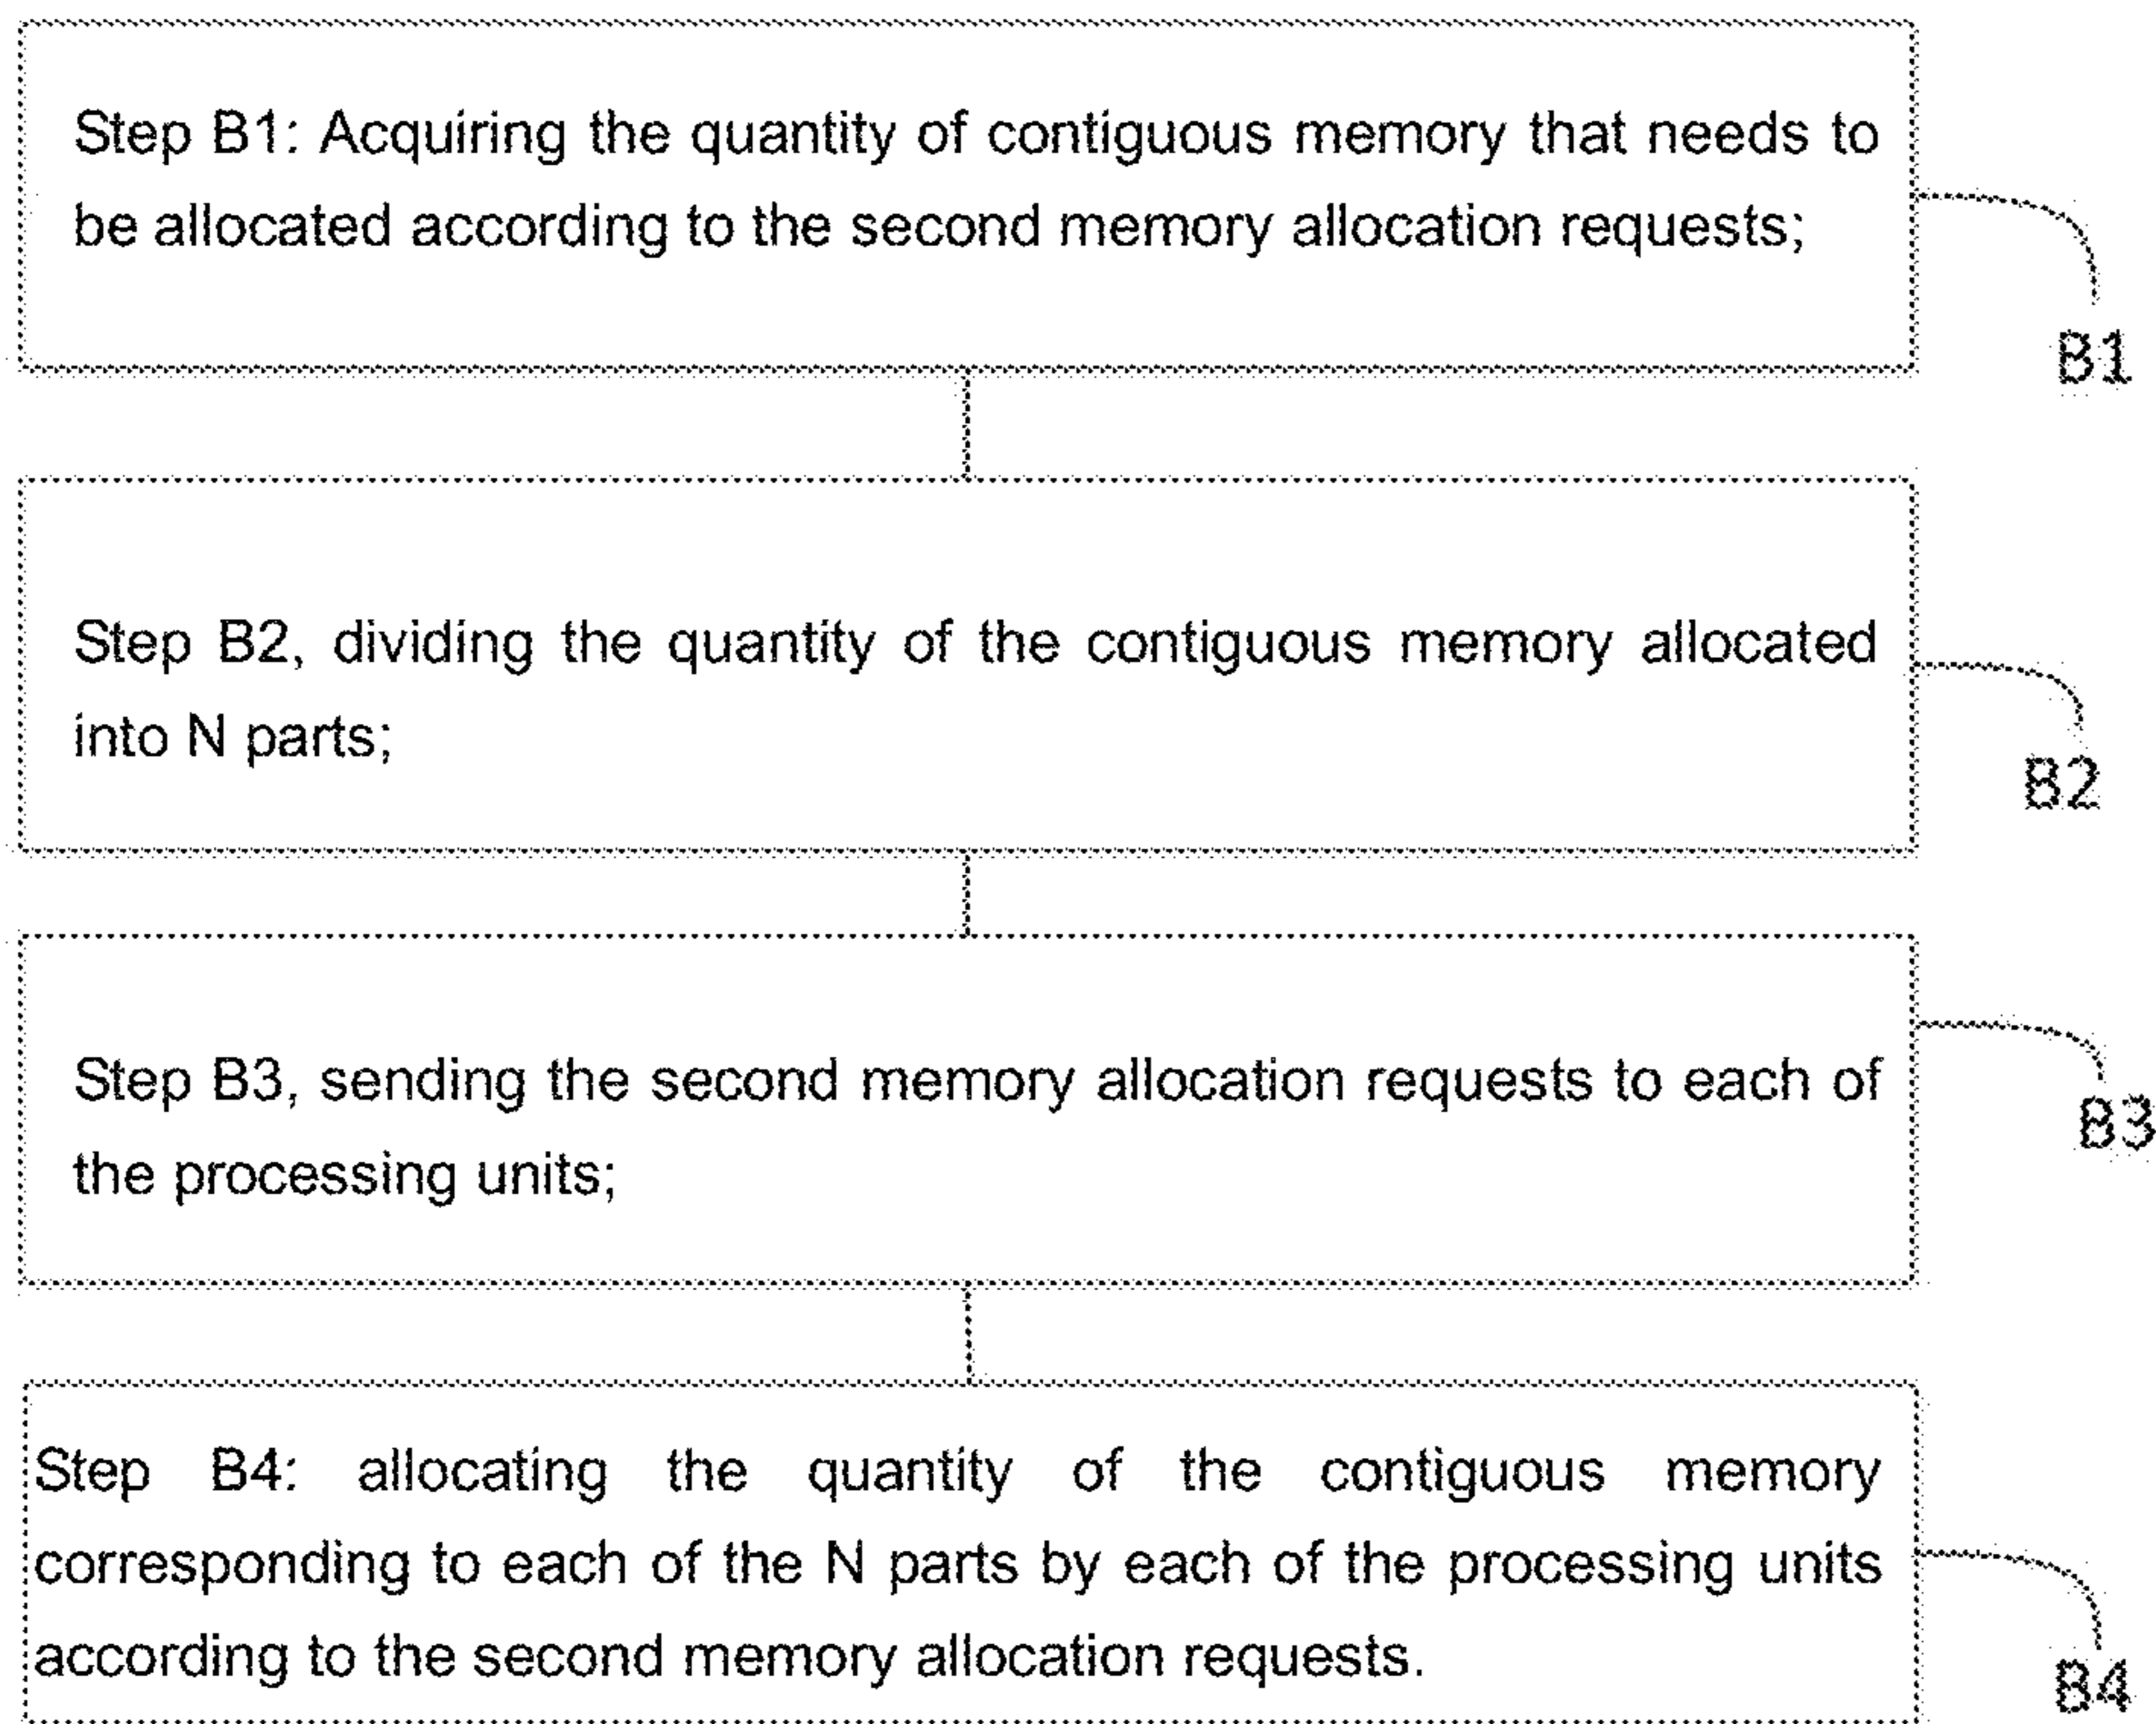 Step B1: Acquiring the quantity of contiguous memory that needs to
be allocated according to the second memory allocation requests;
B1
Step B2, dividing the quantity of the contiguous memory allocated
into N parts;
B2
Step B3, sending the second memory allocation requests to each of
the processing units;
B3
Step B4: allocating the quantity of the contiguous memory
corresponding to each of the N parts by each of the processing units
according to the second memory allocation requests.
B4